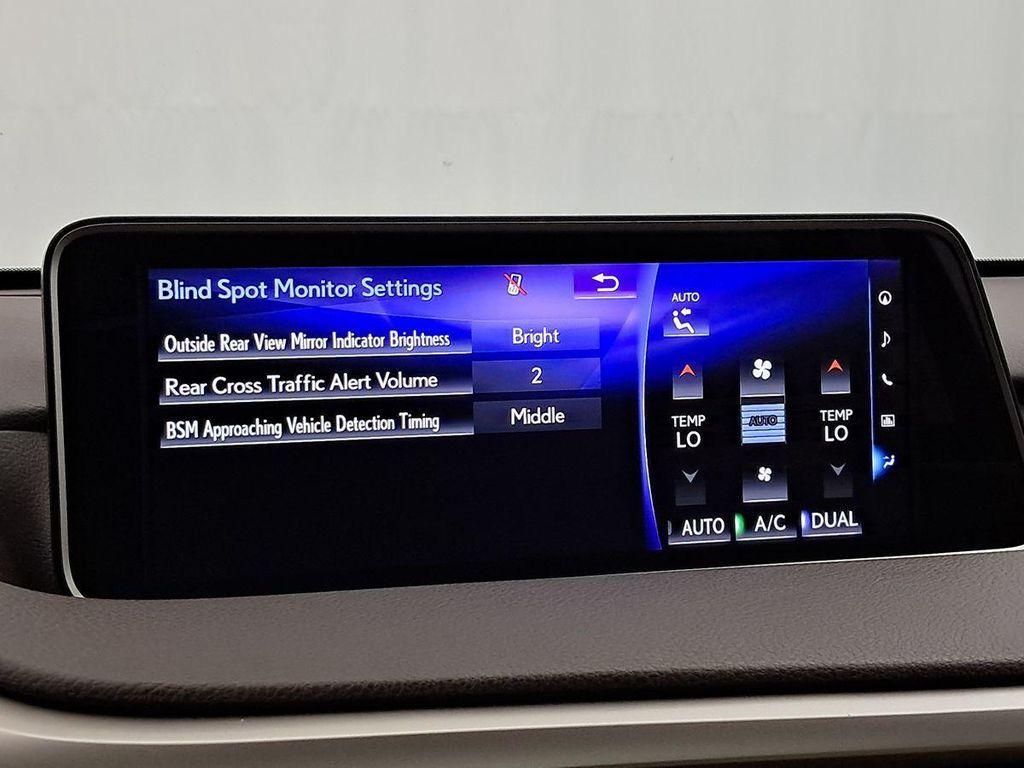 Blind Spot Monitor Settings
Outside Rear View Mirror Indicator Brightness Bright
Rear Cross Traffic Alert Volume 2
BSM Approaching Vehicle Detection Timing Middle
AUTO
TEMP
LO
AUTO
TEMP
LO
AUTO A/C DUAL